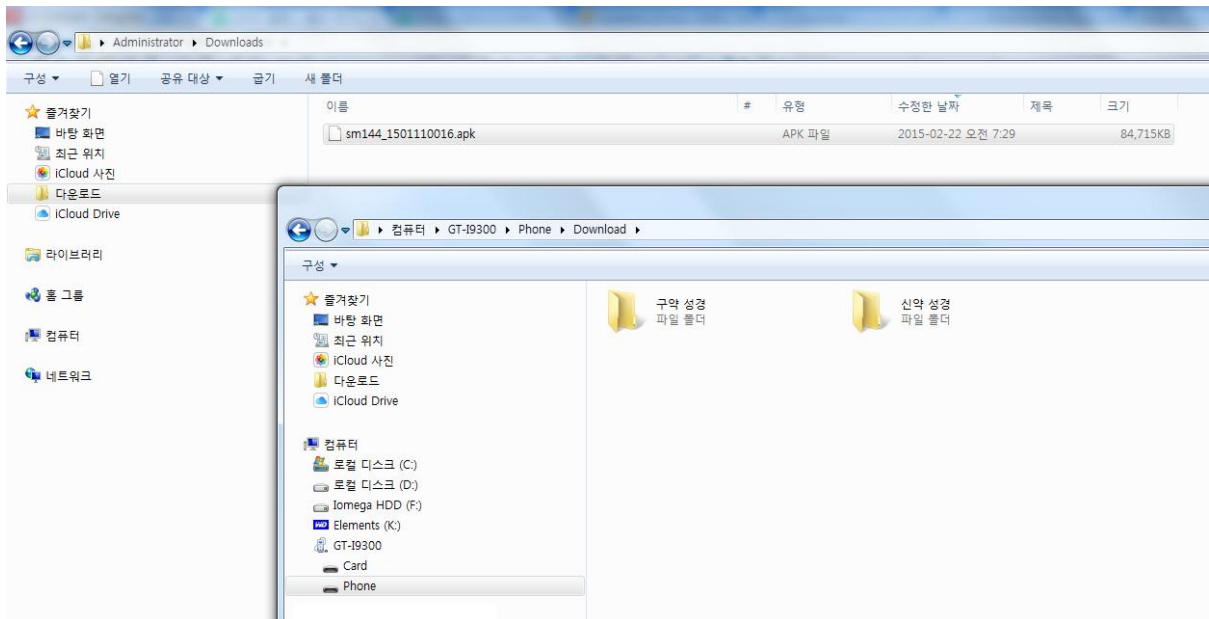 Administrator ▸ Downloads
구성 열기 공유 대상 굽기 새 폴더
즐겨찾기
바탕 화면
최근 위치
iCloud 사진
다운로드
iCloud Drive
라이브러리
홈 그룹
컴퓨터
네트워크
이름 # 유형 수정한 날짜 제목 크기
sm144_1501110016.apk APK 파일 2015-02-22 오전 7:29 84,715KB
컴퓨터 ▸ GT-I9300 ▸ Phone ▸ Download ▸
구성
즐겨찾기
바탕 화면
최근 위치
iCloud 사진
다운로드
iCloud Drive
컴퓨터
로컬 디스크 (C:)
로컬 디스크 (D:)
Iomega HDD (F:)
WD Elements (K:)
GT-I9300
Card
Phone
구약 성경
파일 폴더
신약 성경
파일 폴더